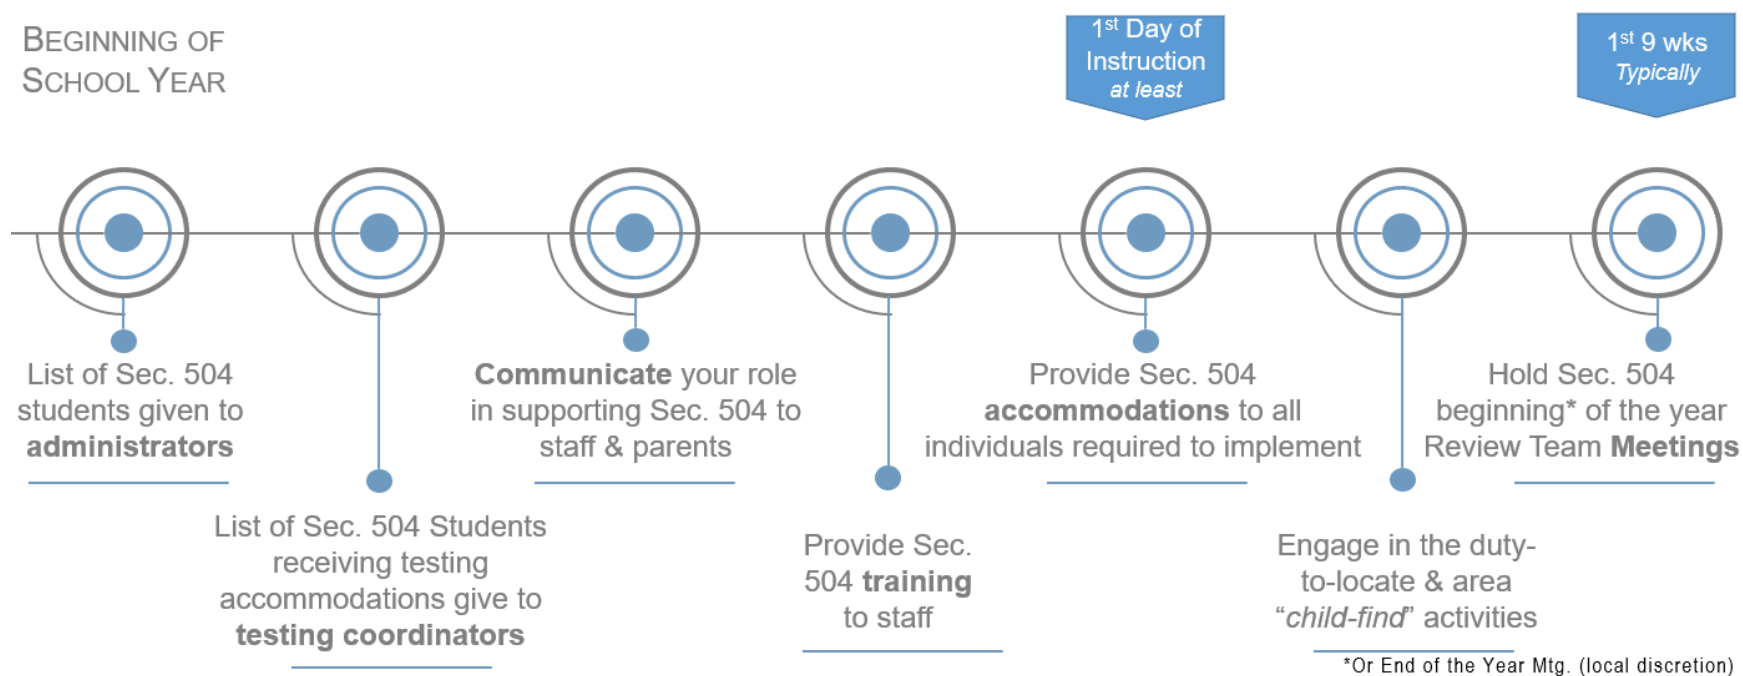 BEGINNING OF
SCHOOL YEAR
1st Day of
Instruction
at least
1st 9 wks
Typically
List of Sec. 504
students given to
administrators
List of Sec. 504 Students
receiving testing
accommodations give to
testing coordinators
Communicate your role
in supporting Sec. 504 to
staff & parents
Provide Sec.
504 training
to staff
Provide Sec. 504
accommodations to all
individuals required to implement
Engage in the duty-
to-locate & area
“child-find” activities
Hold Sec. 504
beginning* of the year
Review Team Meetings
*Or End of the Year Mtg. (local discretion)